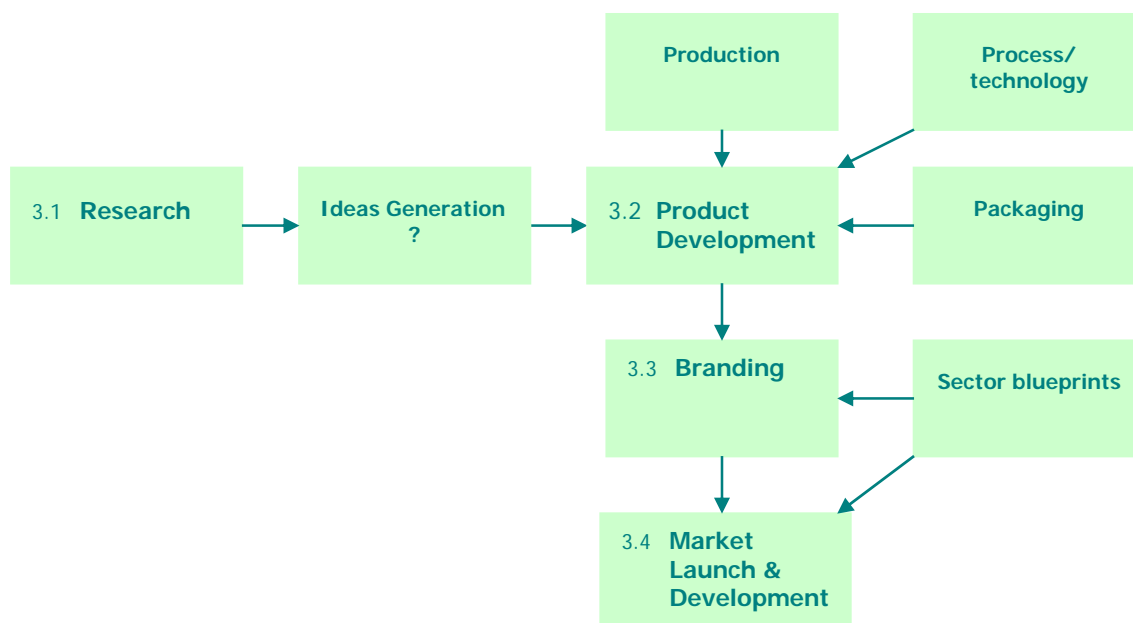 Production
Process/
technology
3.1 Research
Ideas Generation
?
3.2 Product
Development
Packaging
3.3 Branding
Sector blueprints
3.4 Market
Launch &
Development